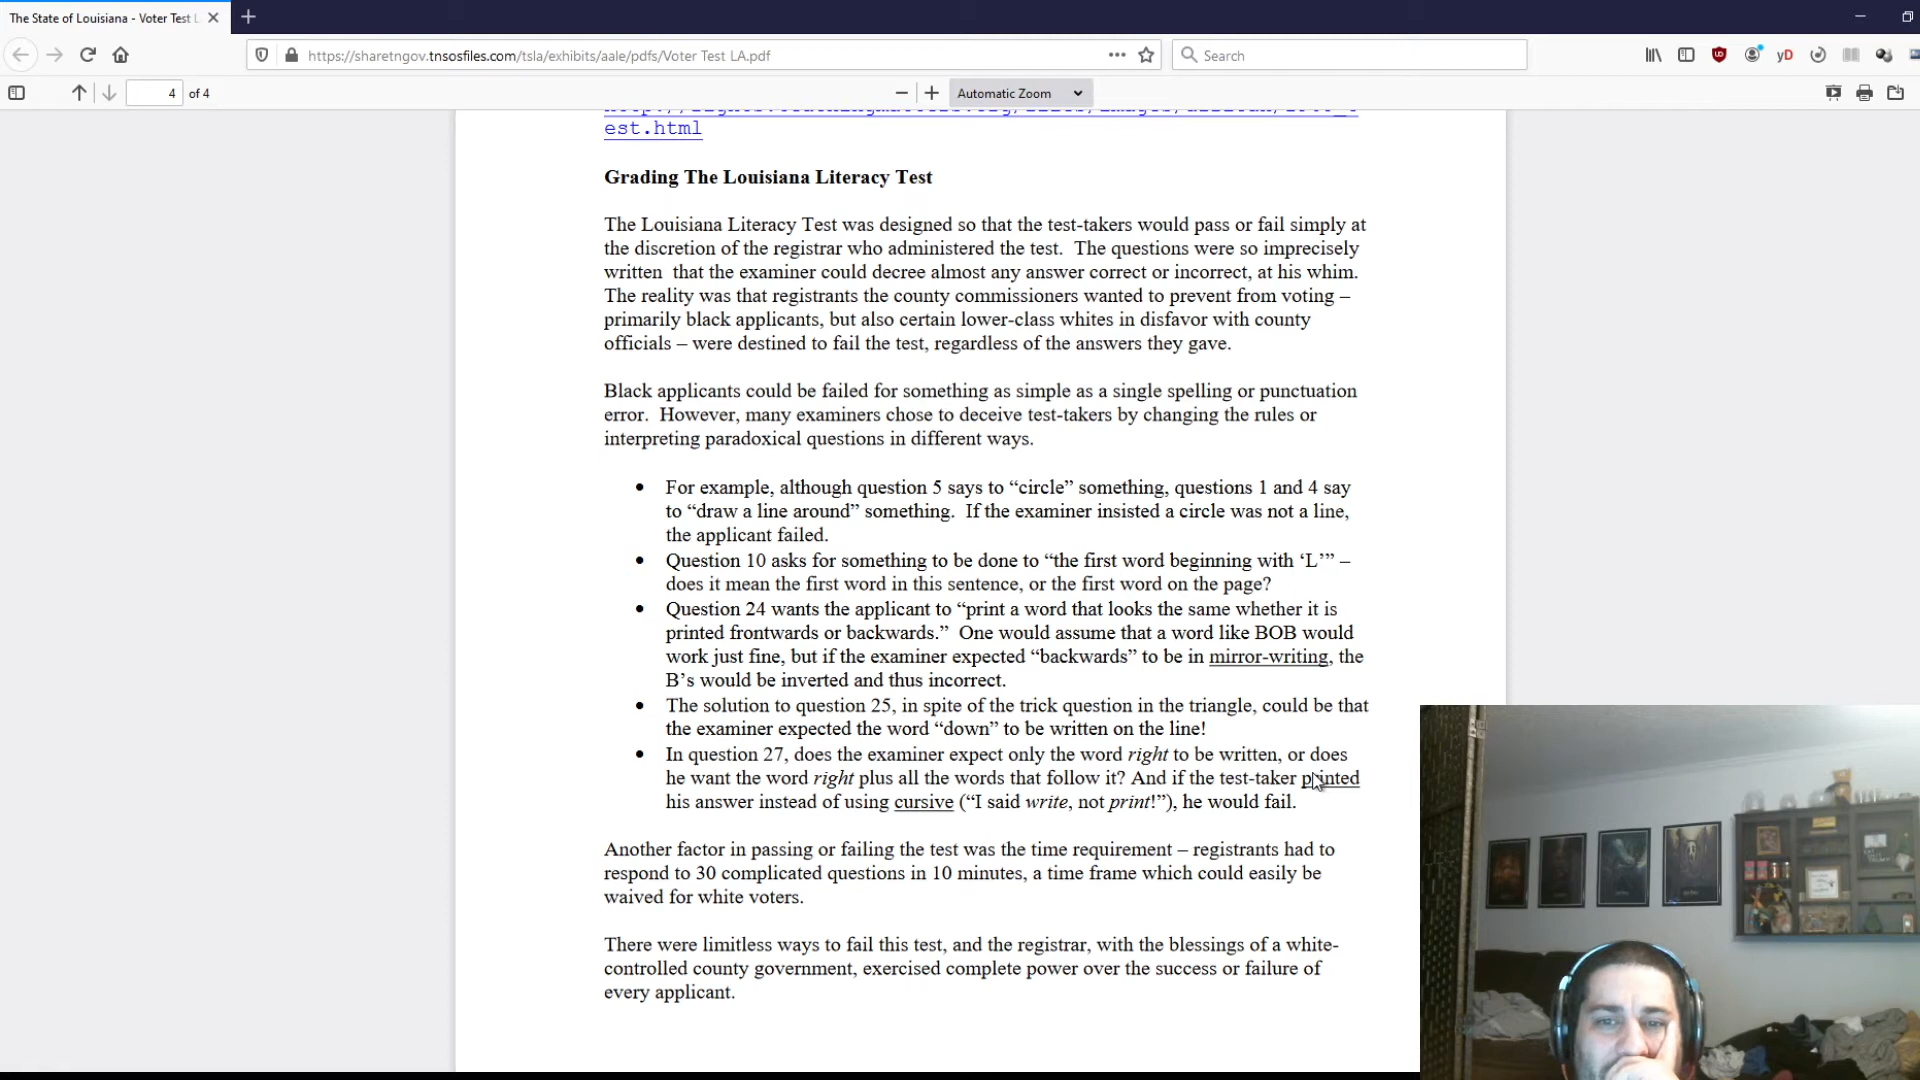 The State of Louisiana - Voter Test L
https://sharetngov.tnsosfiles.com/tsla/exhibits/aale/pdfs/Voter Test LA.pdf
Search
yD
4 of 4
Automatic Zoom
est.html
Grading The Louisiana Literacy Test
The Louisiana Literacy Test was designed so that the test-takers would pass or fail simply at
the discretion of the registrar who administered the test.  The questions were so imprecisely
written  that the examiner could decree almost any answer correct or incorrect, at his whim.
The reality was that registrants the county commissioners wanted to prevent from voting –
primarily black applicants, but also certain lower-class whites in disfavor with county
officials – were destined to fail the test, regardless of the answers they gave.
Black applicants could be failed for something as simple as a single spelling or punctuation
error.  However, many examiners chose to deceive test-takers by changing the rules or
interpreting paradoxical questions in different ways.
• For example, although question 5 says to “circle” something, questions 1 and 4 say
to “draw a line around” something.  If the examiner insisted a circle was not a line,
the applicant failed.
• Question 10 asks for something to be done to “the first word beginning with ‘L’” –
does it mean the first word in this sentence, or the first word on the page?
• Question 24 wants the applicant to “print a word that looks the same whether it is
printed frontwards or backwards.”  One would assume that a word like BOB would
work just fine, but if the examiner expected “backwards” to be in mirror-writing, the
B’s would be inverted and thus incorrect.
• The solution to question 25, in spite of the trick question in the triangle, could be that
the examiner expected the word “down” to be written on the line!
• In question 27, does the examiner expect only the word right to be written, or does
he want the word right plus all the words that follow it? And if the test-taker printed
his answer instead of using cursive (“I said write, not print!”), he would fail.
Another factor in passing or failing the test was the time requirement – registrants had to
respond to 30 complicated questions in 10 minutes, a time frame which could easily be
waived for white voters.
There were limitless ways to fail this test, and the registrar, with the blessings of a white-
controlled county government, exercised complete power over the success or failure of
every applicant.